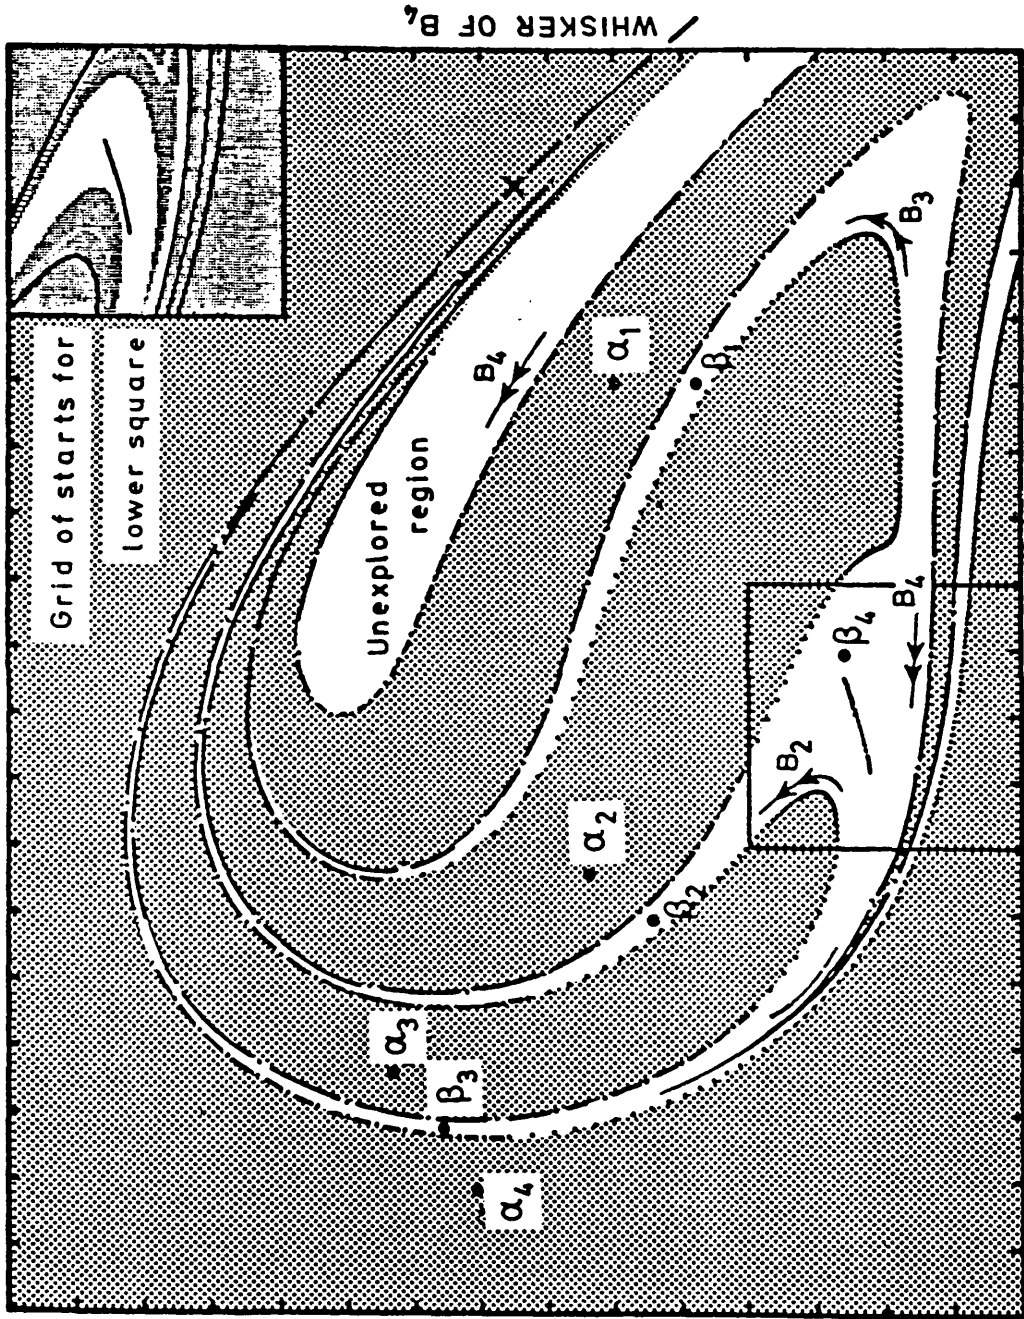 WHISKER OF B₄
Grid of starts for
lower square
Unexplored
region
B₄
α₁
β₁
B₃
α₂
β₂
B₂
β₄
B₄
α₃
β₃
α₄